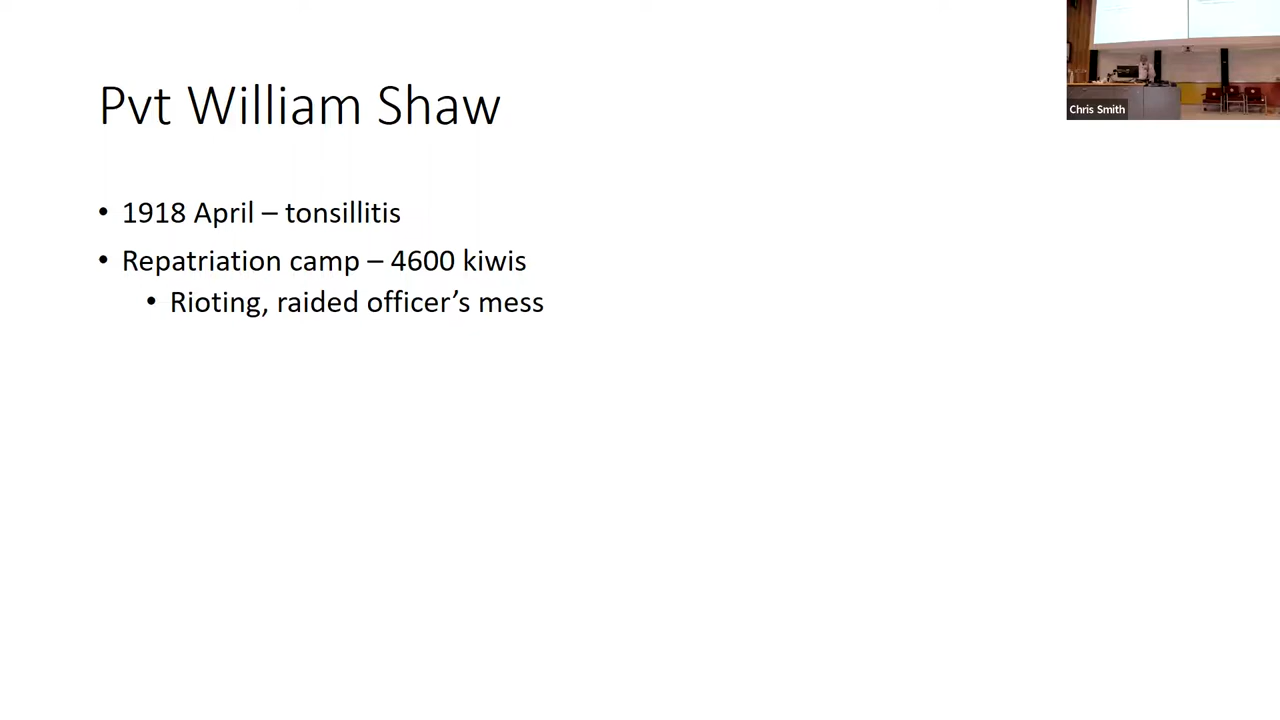 Pvt William Shaw
• 1918 April – tonsillitis
• Repatriation camp – 4600 kiwis
• Rioting, raided officer’s mess
Chris Smith